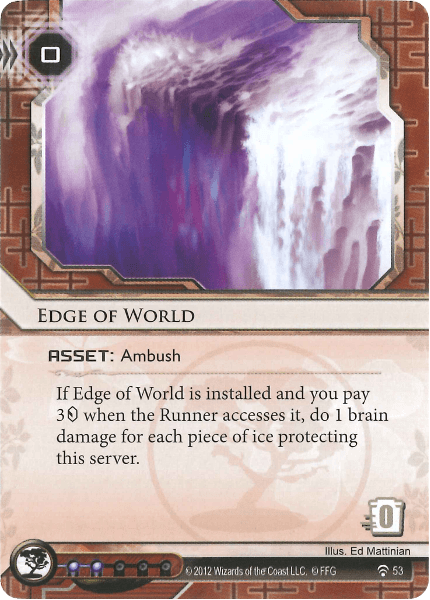 0
EDGE OF WORLD
ASSET: Ambush
If Edge of World is installed and you pay
3 when the Runner accesses it, do 1 brain
damage for each piece of ice protecting
this server.
0
Illus. Ed Mattinian
© 2012 Wizards of the Coast LLC. © FFG 53